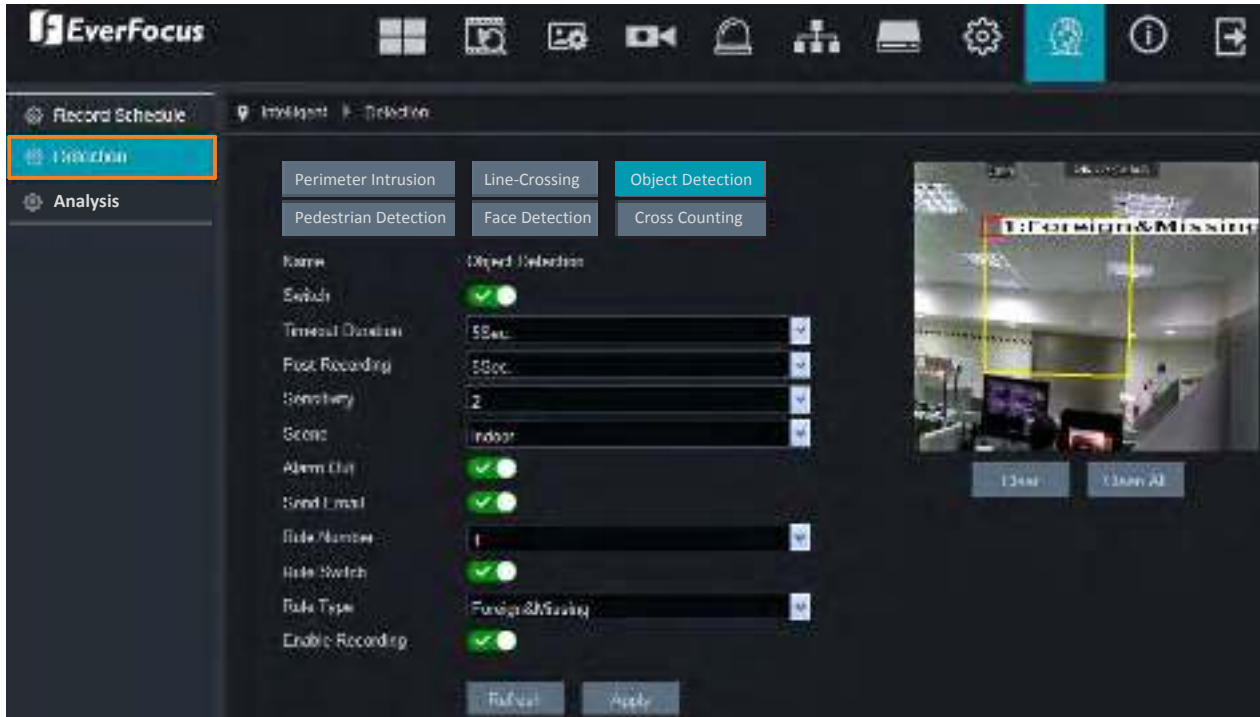 EverFocus
Record Schedule
Intelligent Detection
Detection
Analysis
Perimeter Intrusion Line-Crossing Object Detection
Pedestrian Detection Face Detection Cross Counting
Name Object Detection
Switch
Timeout Duration 5Sec.
Post Recording 5Sec.
Sensitivity 2
Scene Indoor
Alarm Out
Send Email
Rule Number 1
Rule Switch
Rule Type Foreign&Missing
Enable Recording
Refresh Apply
1:Foreign&Missing
Clear Clear All